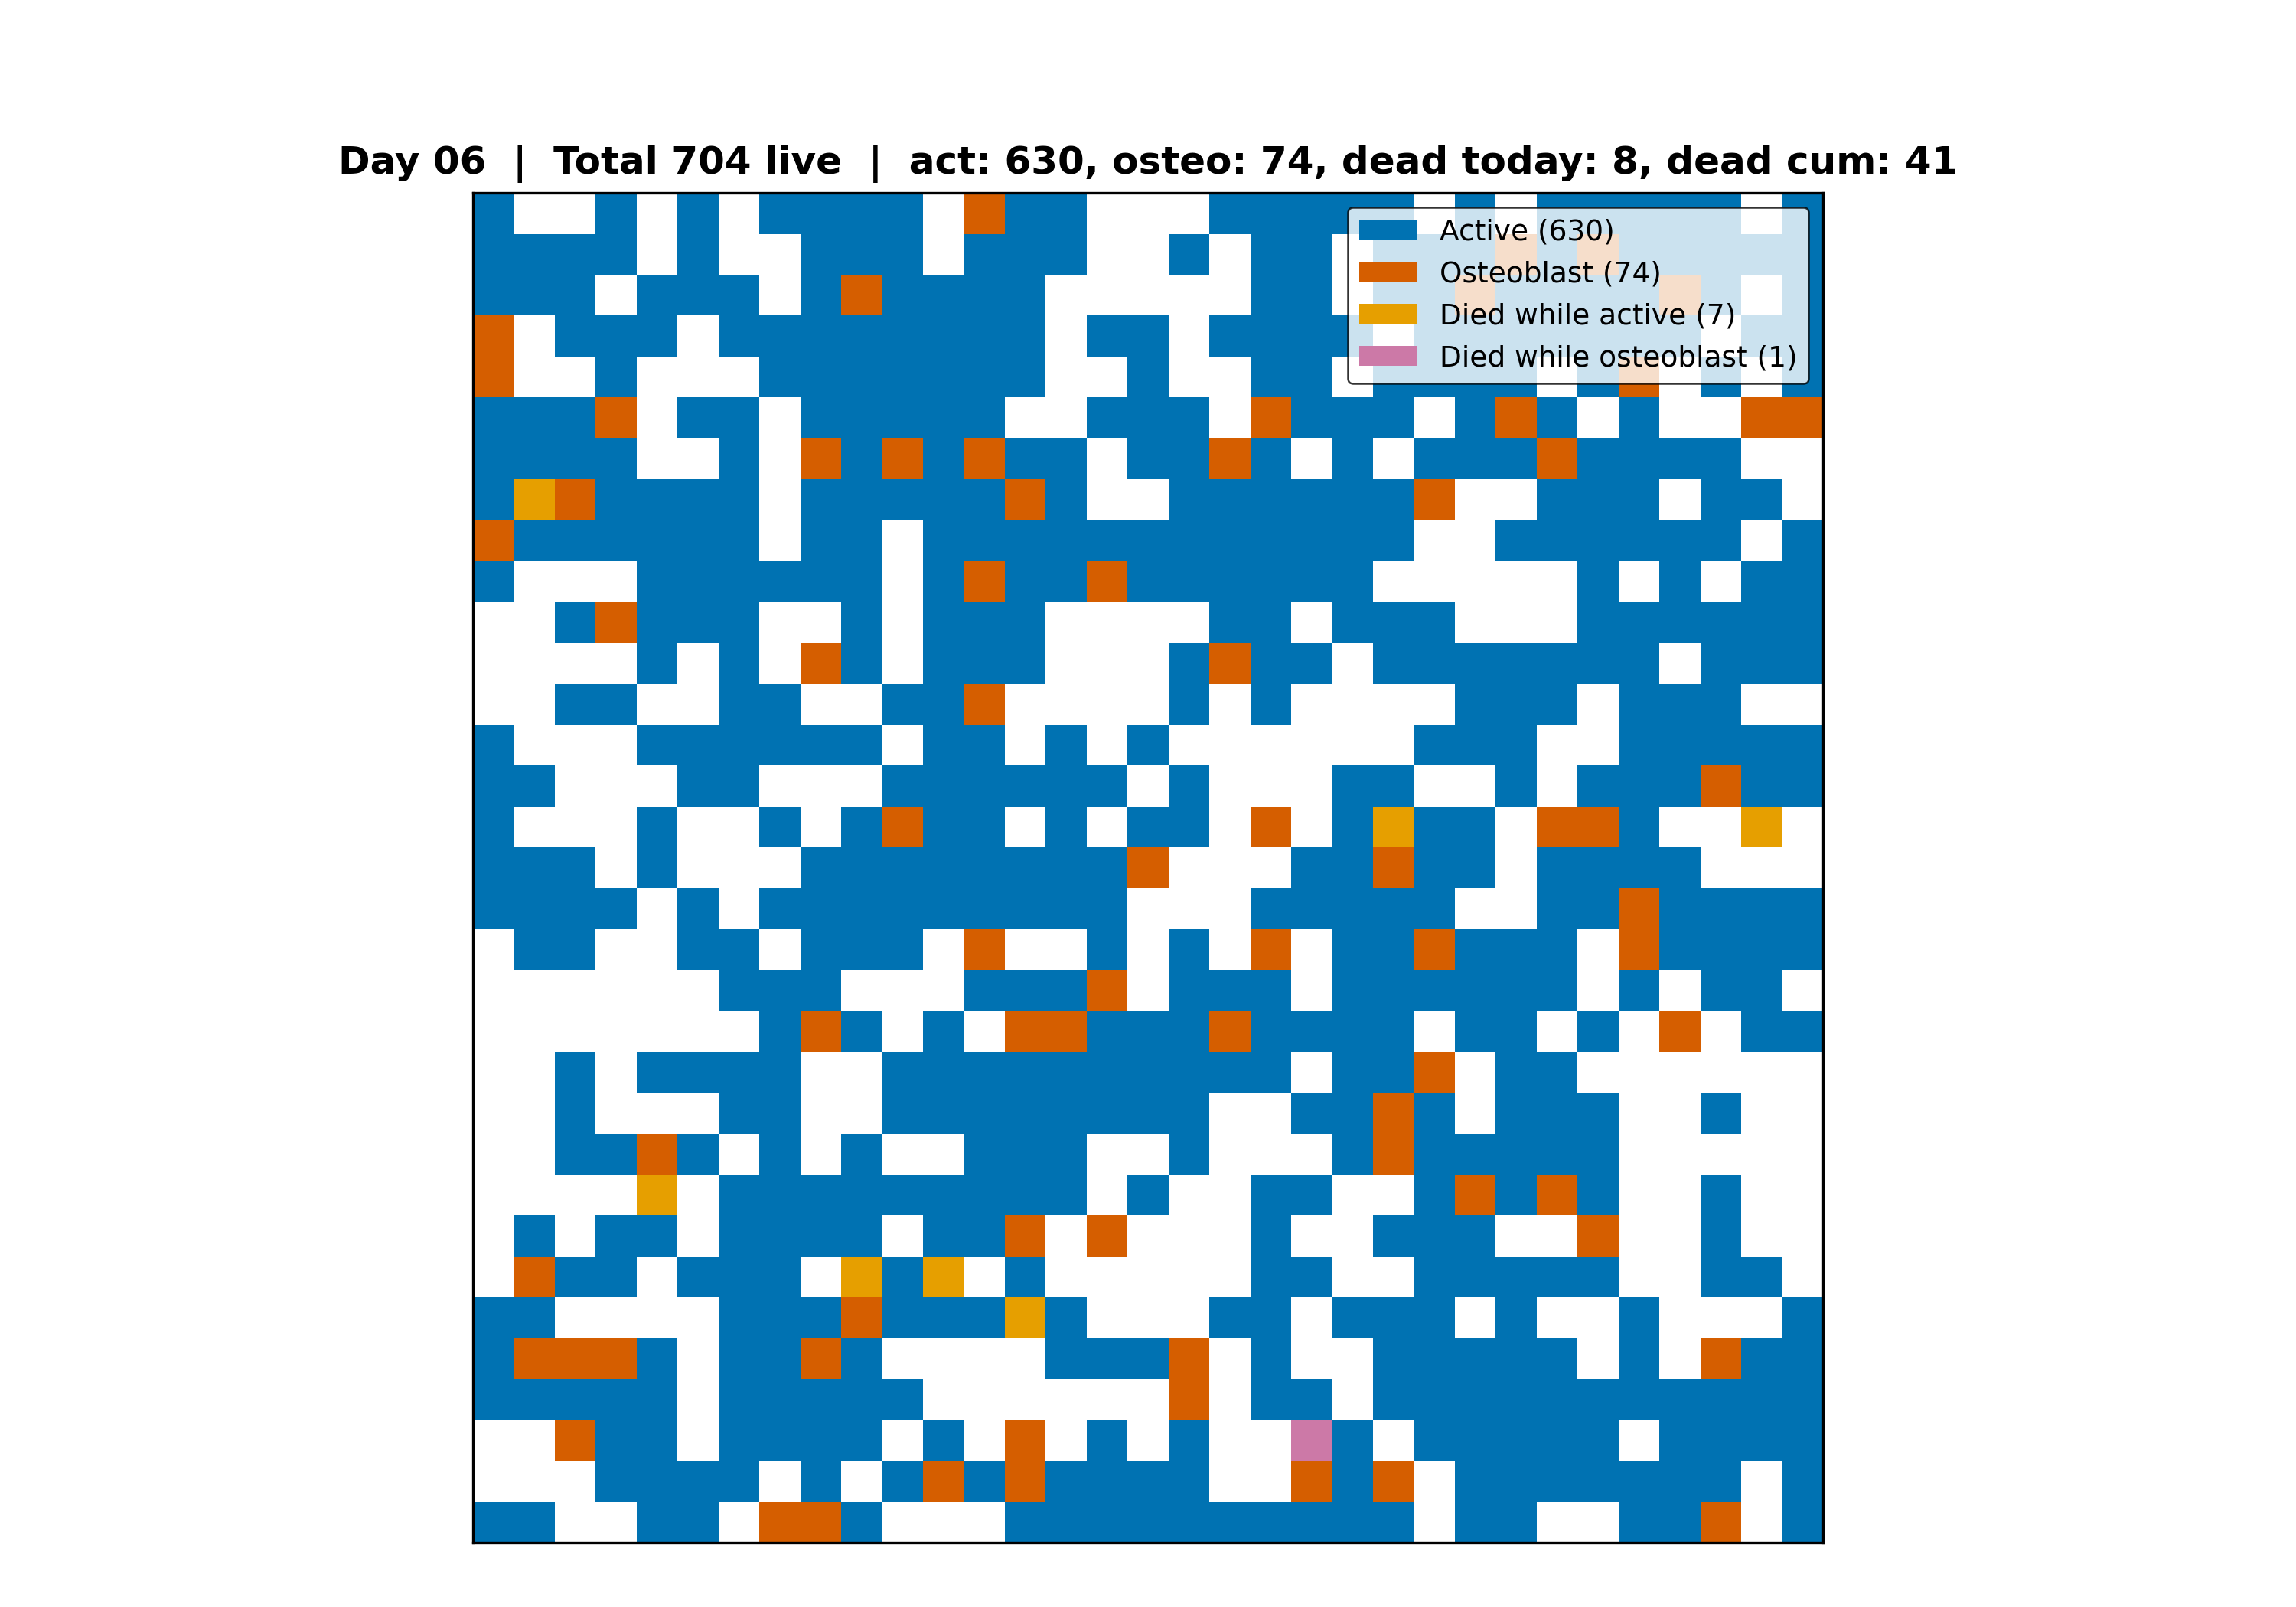 Day 06 | Total 704 live | act: 630, osteo: 74, dead today: 8, dead cum: 41
Active (630)
Osteoblast (74)
Died while active (7)
Died while osteoblast (1)